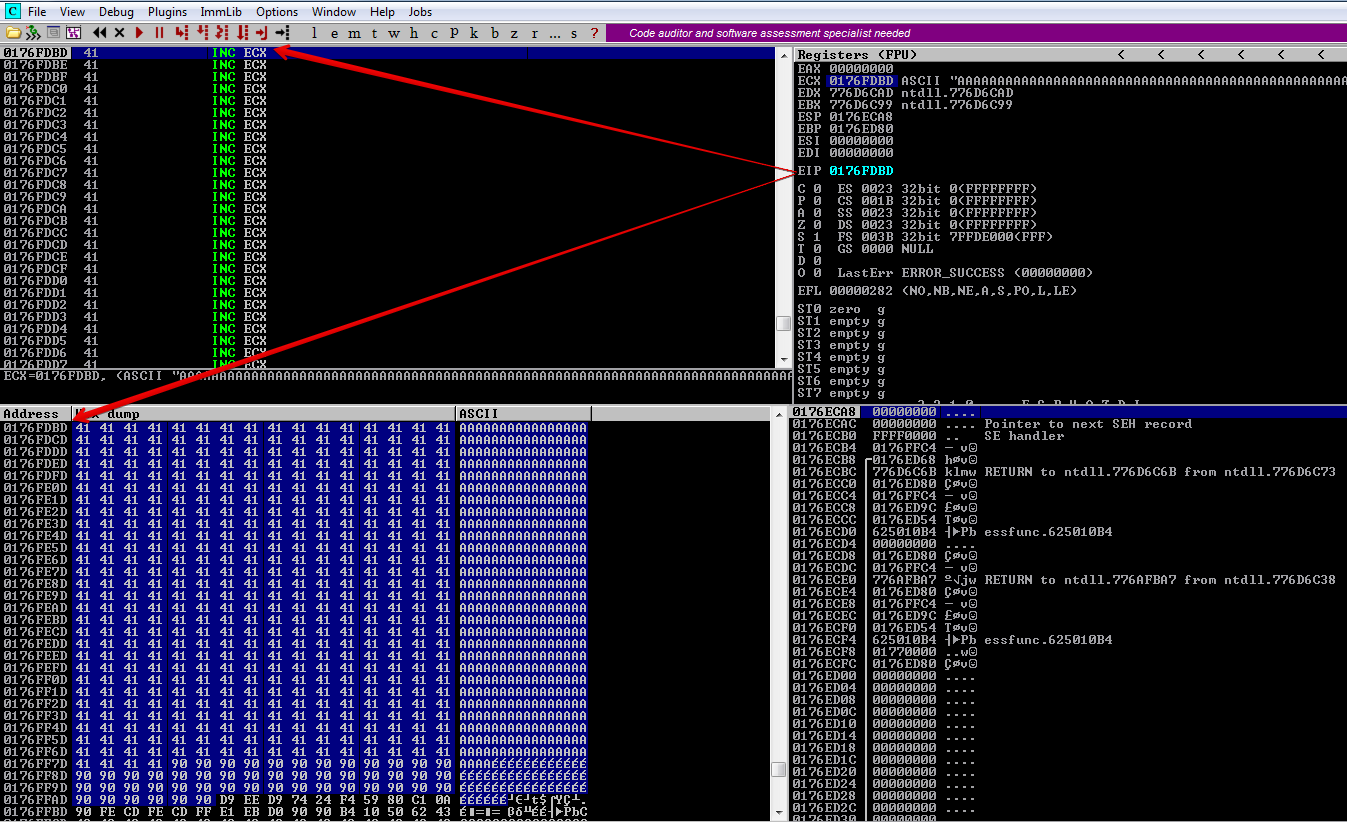 File View Debug Plugins ImmLib Options Window Help Jobs
l e m t w h c P k b z r ... s ? Code auditor and software assessment specialist needed
0176FDBD 41 INC ECX
0176FDBE 41 INC ECX
0176FDBF 41 INC ECX
0176FDC0 41 INC ECX
0176FDC1 41 INC ECX
0176FDC2 41 INC ECX
0176FDC3 41 INC ECX
0176FDC4 41 INC ECX
0176FDC5 41 INC ECX
0176FDC6 41 INC ECX
0176FDC7 41 INC ECX
0176FDC8 41 INC ECX
0176FDC9 41 INC ECX
0176FDCA 41 INC ECX
0176FDCB 41 INC ECX
0176FDCC 41 INC ECX
0176FDCD 41 INC ECX
0176FDCE 41 INC ECX
0176FDCF 41 INC ECX
0176FDD0 41 INC ECX
0176FDD1 41 INC ECX
0176FDD2 41 INC ECX
0176FDD3 41 INC ECX
0176FDD4 41 INC ECX
0176FDD5 41 INC ECX
0176FDD6 41 INC ECX
0176FDD7 41 INC ECX
Registers (FPU) < < < < < <
EAX 00000000
ECX 0176FDBD ASCII "AAAAAAAAAAAAAAAAAAAAAAAAAAAAAAAAAAAAAAAAAAAAAAAAA
EDX 776D6CAD ntdll.776D6CAD
EBX 776D6C99 ntdll.776D6C99
ESP 0176ECA8
EBP 0176ED80
ESI 00000000
EDI 00000000
EIP 0176FDBD
C 0 ES 0023 32bit 0(FFFFFFFF)
P 0 CS 001B 32bit 0(FFFFFFFF)
A 0 SS 0023 32bit 0(FFFFFFFF)
Z 0 DS 0023 32bit 0(FFFFFFFF)
S 1 FS 003B 32bit 7FFDE000(FFF)
T 0 GS 0000 NULL
D 0
O 0 LastErr ERROR_SUCCESS (00000000)
EFL 00000282 (NO,NB,NE,A,S,PO,L,LE)
ST0 zero g
ST1 empty g
ST2 empty g
ST3 empty g
ST4 empty g
ST5 empty g
ST6 empty g
ST7 empty g
3 2 1 0 E S P U O Z D I
ECX=0176FDBD, (ASCII "AAAAAAAAAAAAAAAAAAAAAAAAAAAAAAAAAAAAAAAAAAAAAAAAAAAAAAAAAAAAAAAAAAAAAAAAAAA
Address dump ASCII
0176FDBD 41 41 41 41 41 41 41 41 41 41 41 41 41 41 41 41 AAAAAAAAAAAAAAAA
0176FDCD 41 41 41 41 41 41 41 41 41 41 41 41 41 41 41 41 AAAAAAAAAAAAAAAA
0176FDDD 41 41 41 41 41 41 41 41 41 41 41 41 41 41 41 41 AAAAAAAAAAAAAAAA
0176FDED 41 41 41 41 41 41 41 41 41 41 41 41 41 41 41 41 AAAAAAAAAAAAAAAA
0176FDFD 41 41 41 41 41 41 41 41 41 41 41 41 41 41 41 41 AAAAAAAAAAAAAAAA
0176FE0D 41 41 41 41 41 41 41 41 41 41 41 41 41 41 41 41 AAAAAAAAAAAAAAAA
0176FE1D 41 41 41 41 41 41 41 41 41 41 41 41 41 41 41 41 AAAAAAAAAAAAAAAA
0176FE2D 41 41 41 41 41 41 41 41 41 41 41 41 41 41 41 41 AAAAAAAAAAAAAAAA
0176FE3D 41 41 41 41 41 41 41 41 41 41 41 41 41 41 41 41 AAAAAAAAAAAAAAAA
0176FE4D 41 41 41 41 41 41 41 41 41 41 41 41 41 41 41 41 AAAAAAAAAAAAAAAA
0176FE5D 41 41 41 41 41 41 41 41 41 41 41 41 41 41 41 41 AAAAAAAAAAAAAAAA
0176FE6D 41 41 41 41 41 41 41 41 41 41 41 41 41 41 41 41 AAAAAAAAAAAAAAAA
0176FE7D 41 41 41 41 41 41 41 41 41 41 41 41 41 41 41 41 AAAAAAAAAAAAAAAA
0176FE8D 41 41 41 41 41 41 41 41 41 41 41 41 41 41 41 41 AAAAAAAAAAAAAAAA
0176FE9D 41 41 41 41 41 41 41 41 41 41 41 41 41 41 41 41 AAAAAAAAAAAAAAAA
0176FEAD 41 41 41 41 41 41 41 41 41 41 41 41 41 41 41 41 AAAAAAAAAAAAAAAA
0176FEBD 41 41 41 41 41 41 41 41 41 41 41 41 41 41 41 41 AAAAAAAAAAAAAAAA
0176FECD 41 41 41 41 41 41 41 41 41 41 41 41 41 41 41 41 AAAAAAAAAAAAAAAA
0176FEDD 41 41 41 41 41 41 41 41 41 41 41 41 41 41 41 41 AAAAAAAAAAAAAAAA
0176FEED 41 41 41 41 41 41 41 41 41 41 41 41 41 41 41 41 AAAAAAAAAAAAAAAA
0176FEFD 41 41 41 41 41 41 41 41 41 41 41 41 41 41 41 41 AAAAAAAAAAAAAAAA
0176FF0D 41 41 41 41 41 41 41 41 41 41 41 41 41 41 41 41 AAAAAAAAAAAAAAAA
0176FF1D 41 41 41 41 41 41 41 41 41 41 41 41 41 41 41 41 AAAAAAAAAAAAAAAA
0176FF2D 41 41 41 41 41 41 41 41 41 41 41 41 41 41 41 41 AAAAAAAAAAAAAAAA
0176FF3D 41 41 41 41 41 41 41 41 41 41 41 41 41 41 41 41 AAAAAAAAAAAAAAAA
0176FF4D 41 41 41 41 41 41 41 41 41 41 41 41 41 41 41 41 AAAAAAAAAAAAAAAA
0176FF5D 41 41 41 41 41 41 41 41 41 41 41 41 41 41 41 41 AAAAAAAAAAAAAAAA
0176FF6D 41 41 41 41 41 41 41 41 41 41 41 41 41 41 41 41 AAAAAAAAAAAAAAAA
0176FF7D 41 41 41 41 90 90 90 90 90 90 90 90 90 90 90 90 AAAAÉÉÉÉÉÉÉÉÉÉÉÉ
0176FF8D 90 90 90 90 90 90 90 90 90 90 90 90 90 90 90 90 ÉÉÉÉÉÉÉÉÉÉÉÉÉÉÉÉ
0176FF9D 90 90 90 90 90 90 90 90 90 90 90 90 90 90 90 90 ÉÉÉÉÉÉÉÉÉÉÉÉÉÉÉÉ
0176FFAD 90 90 90 90 90 90 D9 EE D9 74 24 F4 59 80 C1 0A ÉÉÉÉÉÉ┘ε┘t$⌠YÇ┴.
0176FFBD 90 FE CD FE CD FF E1 EB D0 90 90 B4 10 50 62 43 É■═■═ ßδ╨ÉÉ┤►PbC
0176ECA8 00000000 ....
0176ECAC 00000000 .... Pointer to next SEH record
0176ECB0 FFFF0000 .. SE handler
0176ECB4 0176FFC4 ─ v☺
0176ECB8 0176ED68 høv☺
0176ECBC 776D6C6B klmw RETURN to ntdll.776D6C6B from ntdll.776D6C73
0176ECC0 0176ED80 Çøv☺
0176ECC4 0176FFC4 ─ v☺
0176ECC8 0176ED9C £øv☺
0176ECCC 0176ED54 Tøv☺
0176ECD0 625010B4 ┤►Pb essfunc.625010B4
0176ECD4 00000000 ....
0176ECD8 0176ED80 Çøv☺
0176ECDC 0176FFC4 ─ v☺
0176ECE0 776AFBA7 º√jw RETURN to ntdll.776AFBA7 from ntdll.776D6C38
0176ECE4 0176ED80 Çøv☺
0176ECE8 0176FFC4 ─ v☺
0176ECEC 0176ED9C £øv☺
0176ECF0 0176ED54 Tøv☺
0176ECF4 625010B4 ┤►Pb essfunc.625010B4
0176ECF8 01770000 ..w☺
0176ECFC 0176ED80 Çøv☺
0176ED00 00000000 ....
0176ED04 00000000 ....
0176ED08 00000000 ....
0176ED0C 00000000 ....
0176ED10 00000000 ....
0176ED14 00000000 ....
0176ED18 00000000 ....
0176ED1C 00000000 ....
0176ED20 00000000 ....
0176ED24 00000000 ....
0176ED28 00000000 ....
0176ED2C 00000000 ....
0176ED30 00000000 ....